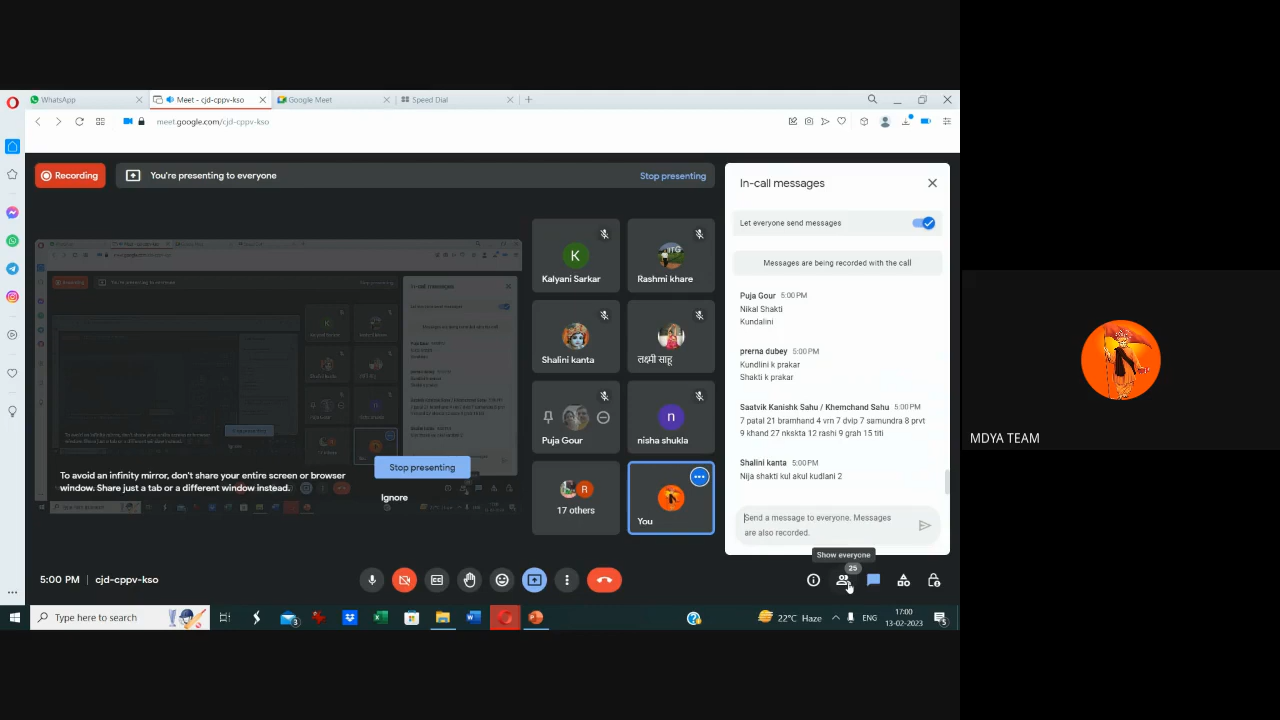 WhatsApp
Meet - cjd-cppv-kso
Google Meet
Speed Dial
meet.google.com/cjd-cppv-kso
Recording
You're presenting to everyone
Stop presenting
In-call messages
Let everyone send messages
Messages are being recorded with the call
Puja Gour 5:00 PM
Nikal Shakti
Kundalini
prerna dubey 5:00 PM
Kundlini k prakar
Shakti k prakar
Saatvik Kanishk Sahu / Khemchand Sahu 5:00 PM
7 patal 21 bramhand 4 vrn 7 dvip 7 samundra 8 prvt
9 khand 27 nkskta 12 rashi 9 grah 15 titi
Shalini kanta 5:00 PM
Nija shakti kul akul kudlani 2
Send a message to everyone. Messages
are also recorded.
Show everyone
25
K
Kalyani Sarkar
Rashmi khare
Shalini kanta
लक्ष्मी साहू
Puja Gour
n
nisha shukla
R
17 others
You
To avoid an infinity mirror, don't share your entire screen or browser
window. Share just a tab or a different window instead.
Stop presenting
Ignore
5:00 PM
cjd-cppv-kso
MDYA TEAM
Type here to search
3
22°C Haze
ENG
17:00
13-02-2023
5